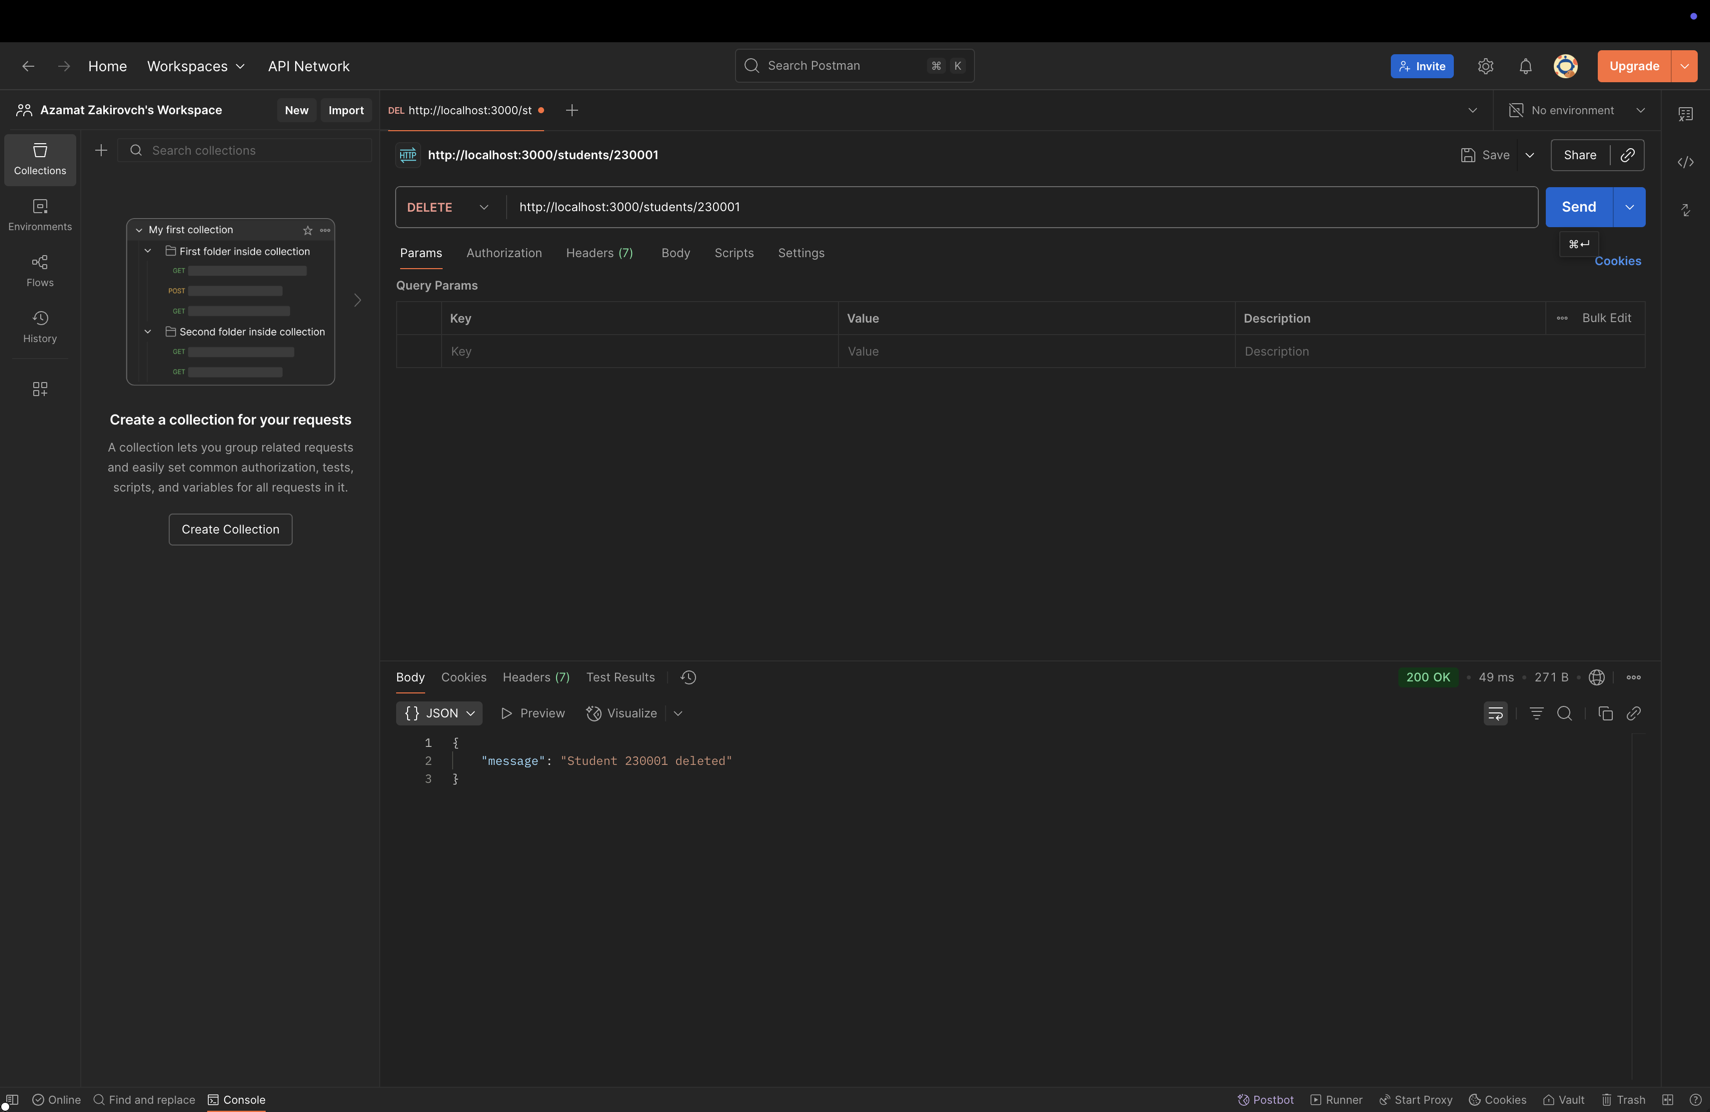 Home
Workspaces
API Network
Search Postman
⌘ K
Invite
Upgrade
Azamat Zakirovch's Workspace
New
Import
DEL http://localhost:3000/st
No environment
Collections
Environments
Flows
History
Search collections
My first collection
First folder inside collection
GET
POST
GET
Second folder inside collection
GET
GET
Create a collection for your requests
A collection lets you group related requests
and easily set common authorization, tests,
scripts, and variables for all requests in it.
Create Collection
HTTP http://localhost:3000/students/230001
Save
Share
DELETE
http://localhost:3000/students/230001
Send
⌘↵
Params
Authorization
Headers (7)
Body
Scripts
Settings
Cookies
Query Params
Key
Value
Description
Bulk Edit
Key
Value
Description
Body
Cookies
Headers (7)
Test Results
200 OK
49 ms
271 B
{} JSON
Preview
Visualize
1 {
2 "message": "Student 230001 deleted"
3 }
Online
Find and replace
Console
Postbot
Runner
Start Proxy
Cookies
Vault
Trash